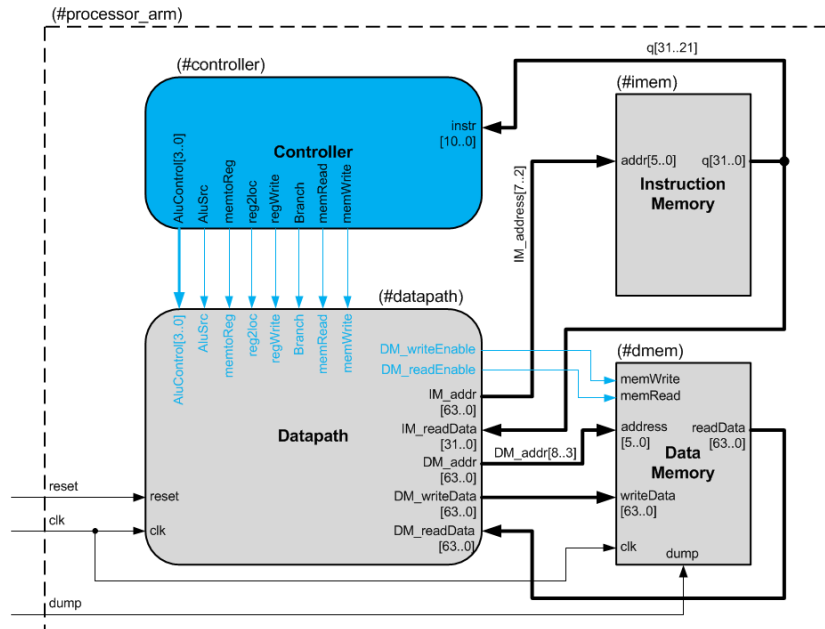 (#processor_arm)
q[31..21]
(#controller)
(#imem)
instr
[10..0]
Controller
AluControl[3..0]
AluSrc
memtoReg
reg2loc
regWrite
Branch
memRead
memWrite
addr[5..0]
q[31..0]
Instruction
Memory
IM_address[7..2]
(#datapath)
AluControl[3..0]
AluSrc
memtoReg
reg2loc
regWrite
Branch
memRead
memWrite
DM_writeEnable
DM_readEnable
IM_addr
[63..0]
IM_readData
[31..0]
DM_addr
[63..0]
DM_writeData
[63..0]
DM_readData
[63..0]
Datapath
DM_addr[8..3]
(#dmem)
memWrite
memRead
address
[5..0]
readData
[63..0]
Data
Memory
writeData
[63..0]
clk
dump
reset
reset
clk
clk
dump